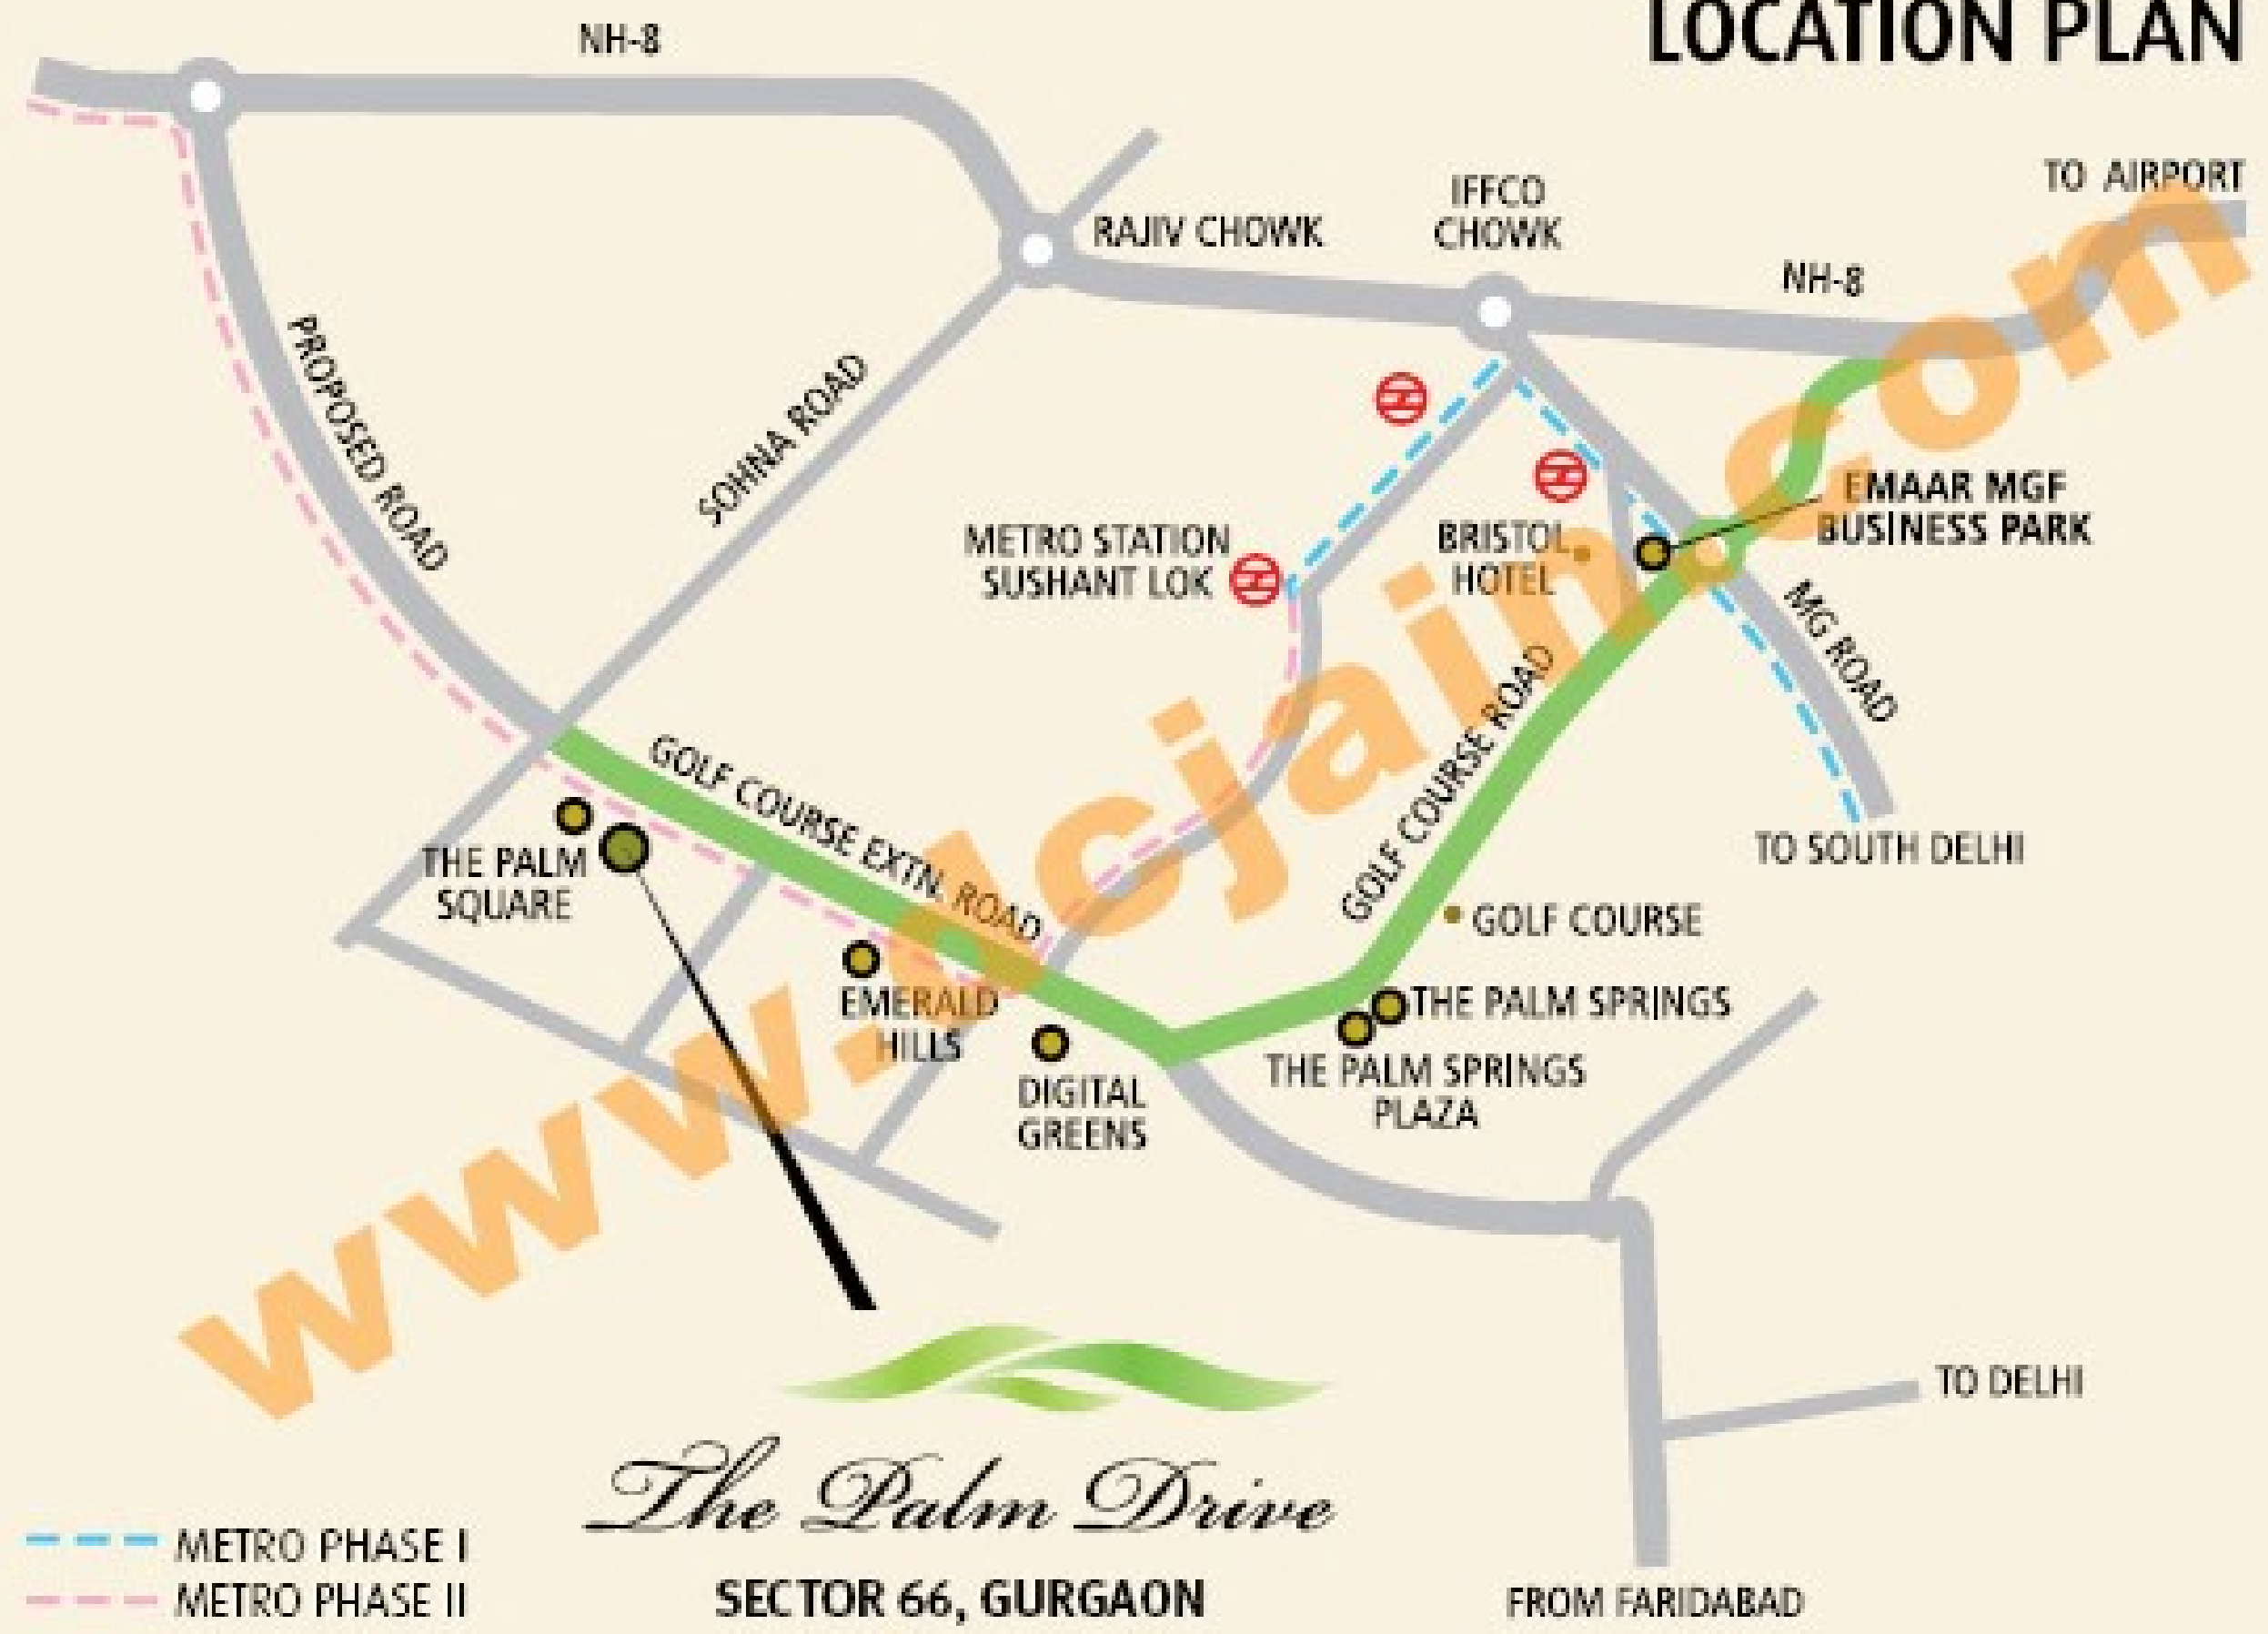 LOCATION PLAN
NH-8
TO AIRPORT
IFFCO
CHOWK
RAJIV CHOWK
NH-8
PROPOSED ROAD
SOHNA ROAD
METRO STATION
SUSHANT LOK
BRISTOL
HOTEL
EMAAR MGF
BUSINESS PARK
MG ROAD
GOLF COURSE ROAD
GOLF COURSE EXTN. ROAD
TO SOUTH DELHI
THE PALM
SQUARE
GOLF COURSE
EMERALD
HILLS
THE PALM SPRINGS
THE PALM SPRINGS
PLAZA
DIGITAL
GREENS
TO DELHI
The Palm Drive
SECTOR 66, GURGAON
METRO PHASE I
METRO PHASE II
FROM FARIDABAD